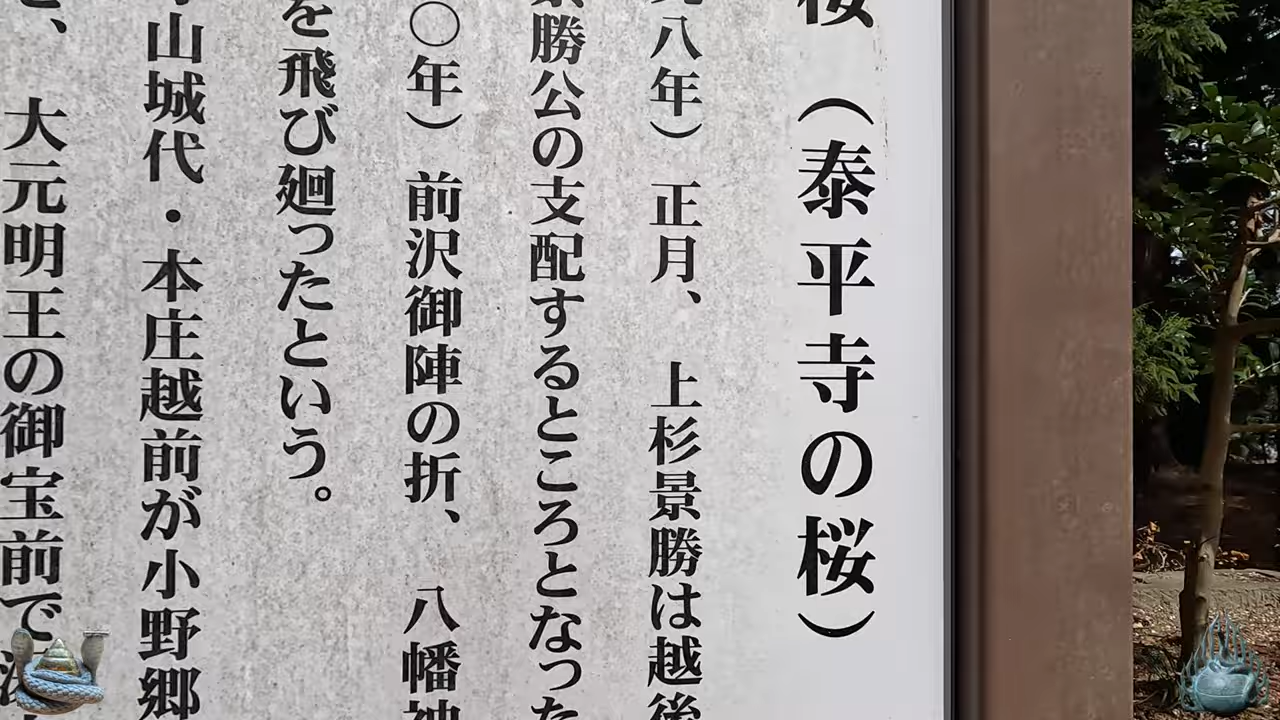 桜（泰平寺の桜）
八年）正月、上杉景勝は越後
勝公の支配するところとなった
〇年）前沢御陣の折、八幡神
を飛び廻ったという。
山城代・本庄越前が小野郷
、大元明王の御宝前で